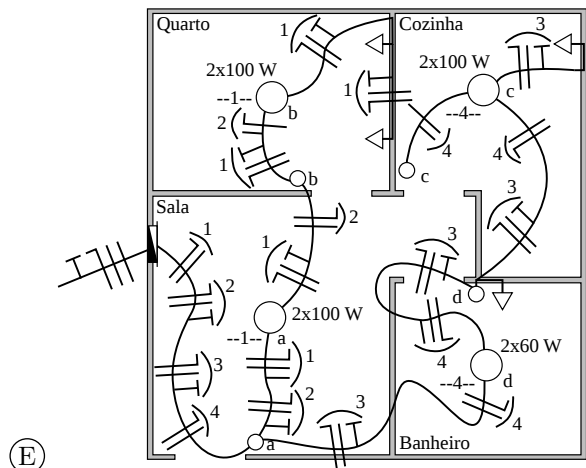 Quarto
Cozinha
1
3
2x100 W
2x100 W
--1--
b
c
1
2
--4--
4
4
1
b
c
Sala
3
1
2
3
1
2
d
2x100 W
--1--
a
2x60 W
1
4
--4--
d
3
2
4
4
3
a
Banheiro
E